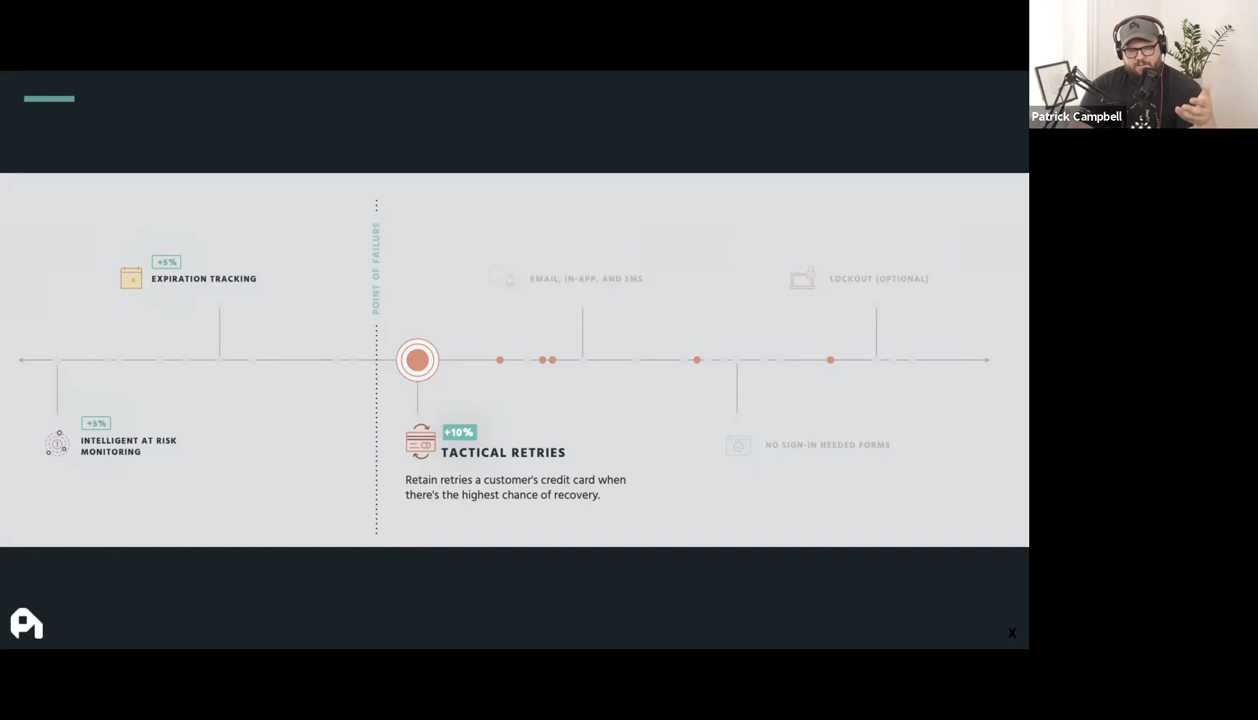 Patrick Campbell
+5%
EXPIRATION TRACKING
POINT OF FAILURE
EMAIL, IN-APP, AND SMS
LOCKOUT (OPTIONAL)
+5%
INTELLIGENT AT RISK
MONITORING
+10%
TACTICAL RETRIES
Retain retries a customer's credit card when
there's the highest chance of recovery.
NO SIGN-IN NEEDED FORMS
X